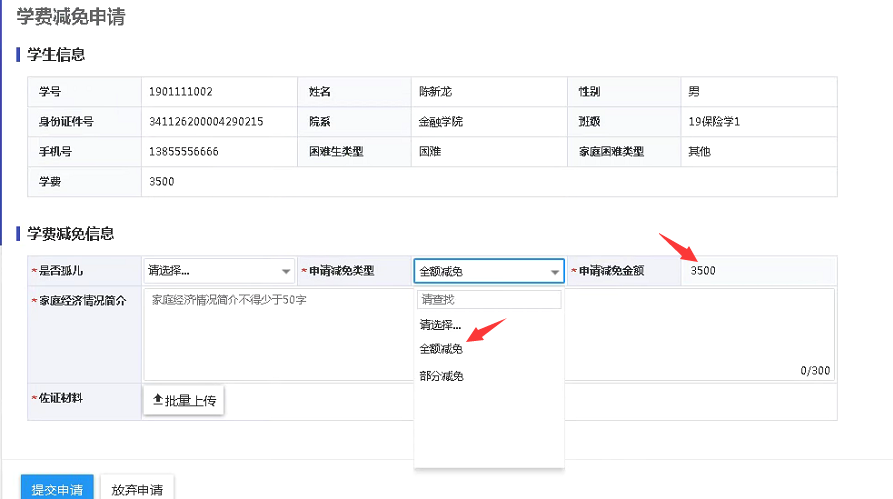 学费减免申请
学生信息
学号 1901111002 姓名 陈新龙 性别 男
身份证件号 341126200004290215 院系 金融学院 班级 19保险学1
手机号 13855556666 困难生类型 困难 家庭困难类型 其他
学费 3500
学费减免信息
*是否孤儿 请选择... *申请减免类型 全额减免 *申请减免金额 3500
*家庭经济情况简介 家庭经济情况简介不得少于50字
请查找
请选择...
全额减免
部分减免
0/300
*佐证材料 批量上传
提交申请 放弃申请